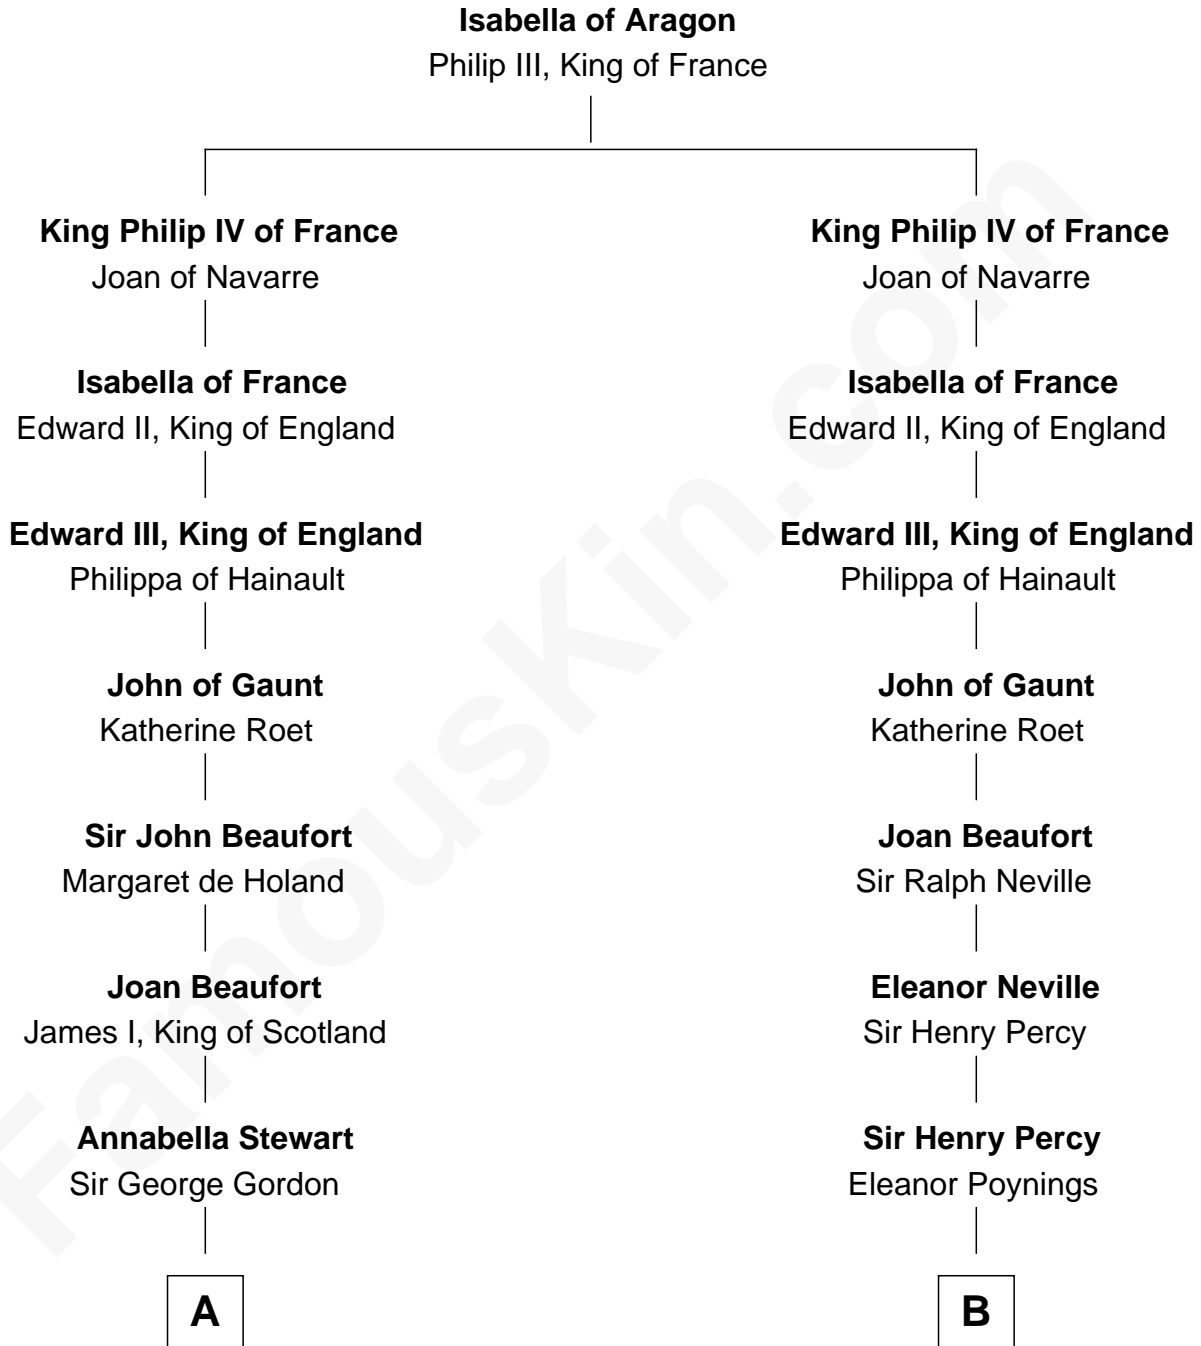 Isabella of Aragon
Philip III, King of France
King Philip IV of France
Joan of Navarre
Isabella of France
Edward II, King of England
Edward III, King of England
Philippa of Hainault
John of Gaunt
Katherine Roet
Sir John Beaufort
Margaret de Holand
Joan Beaufort
James I, King of Scotland
Annabella Stewart
Sir George Gordon
A
King Philip IV of France
Joan of Navarre
Isabella of France
Edward II, King of England
Edward III, King of England
Philippa of Hainault
John of Gaunt
Katherine Roet
Joan Beaufort
Sir Ralph Neville
Eleanor Neville
Sir Henry Percy
Sir Henry Percy
Eleanor Poynings
B
FamousKin.com